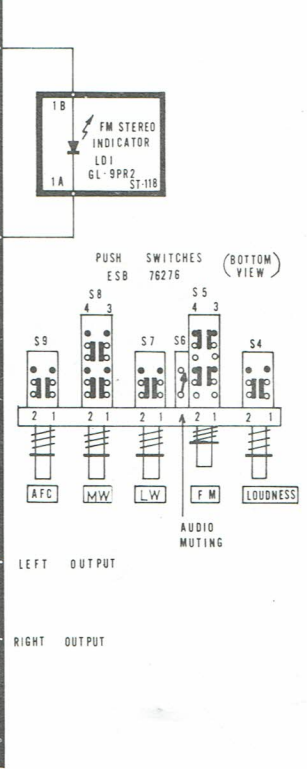 1B
FM STEREO
INDICATOR
LD1
GL-9PR2
1A
ST-118
PUSH SWITCHES (BOTTOM VIEW)
ESB 76276
S8
S5
4 3
4 3
S9
S7
S6
S4
2 1
2 1
2 1
2 1
2 1
AFC
MW
LW
FM
LOUDNESS
AUDIO
MUTING
LEFT OUTPUT
RIGHT OUTPUT